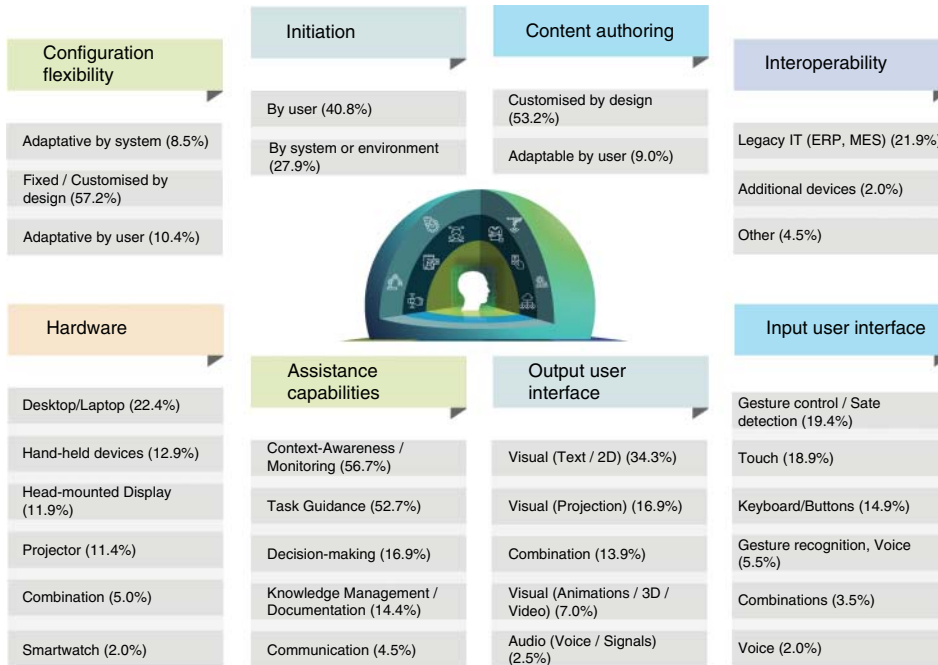 Configuration
flexibility
Adaptative by system (8.5%)
Fixed / Customised by
design (57.2%)
Adaptative by user (10.4%)
Initiation
By user (40.8%)
By system or environment
(27.9%)
Content authoring
Customised by design
(53.2%)
Adaptable by user (9.0%)
Interoperability
Legacy IT (ERP, MES) (21.9%)
Additional devices (2.0%)
Other (4.5%)
Hardware
Desktop/Laptop (22.4%)
Hand-held devices (12.9%)
Head-mounted Display
(11.9%)
Projector (11.4%)
Combination (5.0%)
Smartwatch (2.0%)
Assistance
capabilities
Context-Awareness /
Monitoring (56.7%)
Task Guidance (52.7%)
Decision-making (16.9%)
Knowledge Management /
Documentation (14.4%)
Communication (4.5%)
Output user
interface
Visual (Text / 2D) (34.3%)
Visual (Projection) (16.9%)
Combination (13.9%)
Visual (Animations / 3D /
Video) (7.0%)
Audio (Voice / Signals)
(2.5%)
Input user interface
Gesture control / Sate
detection (19.4%)
Touch (18.9%)
Keyboard/Buttons (14.9%)
Gesture recognition, Voice
(5.5%)
Combinations (3.5%)
Voice (2.0%)